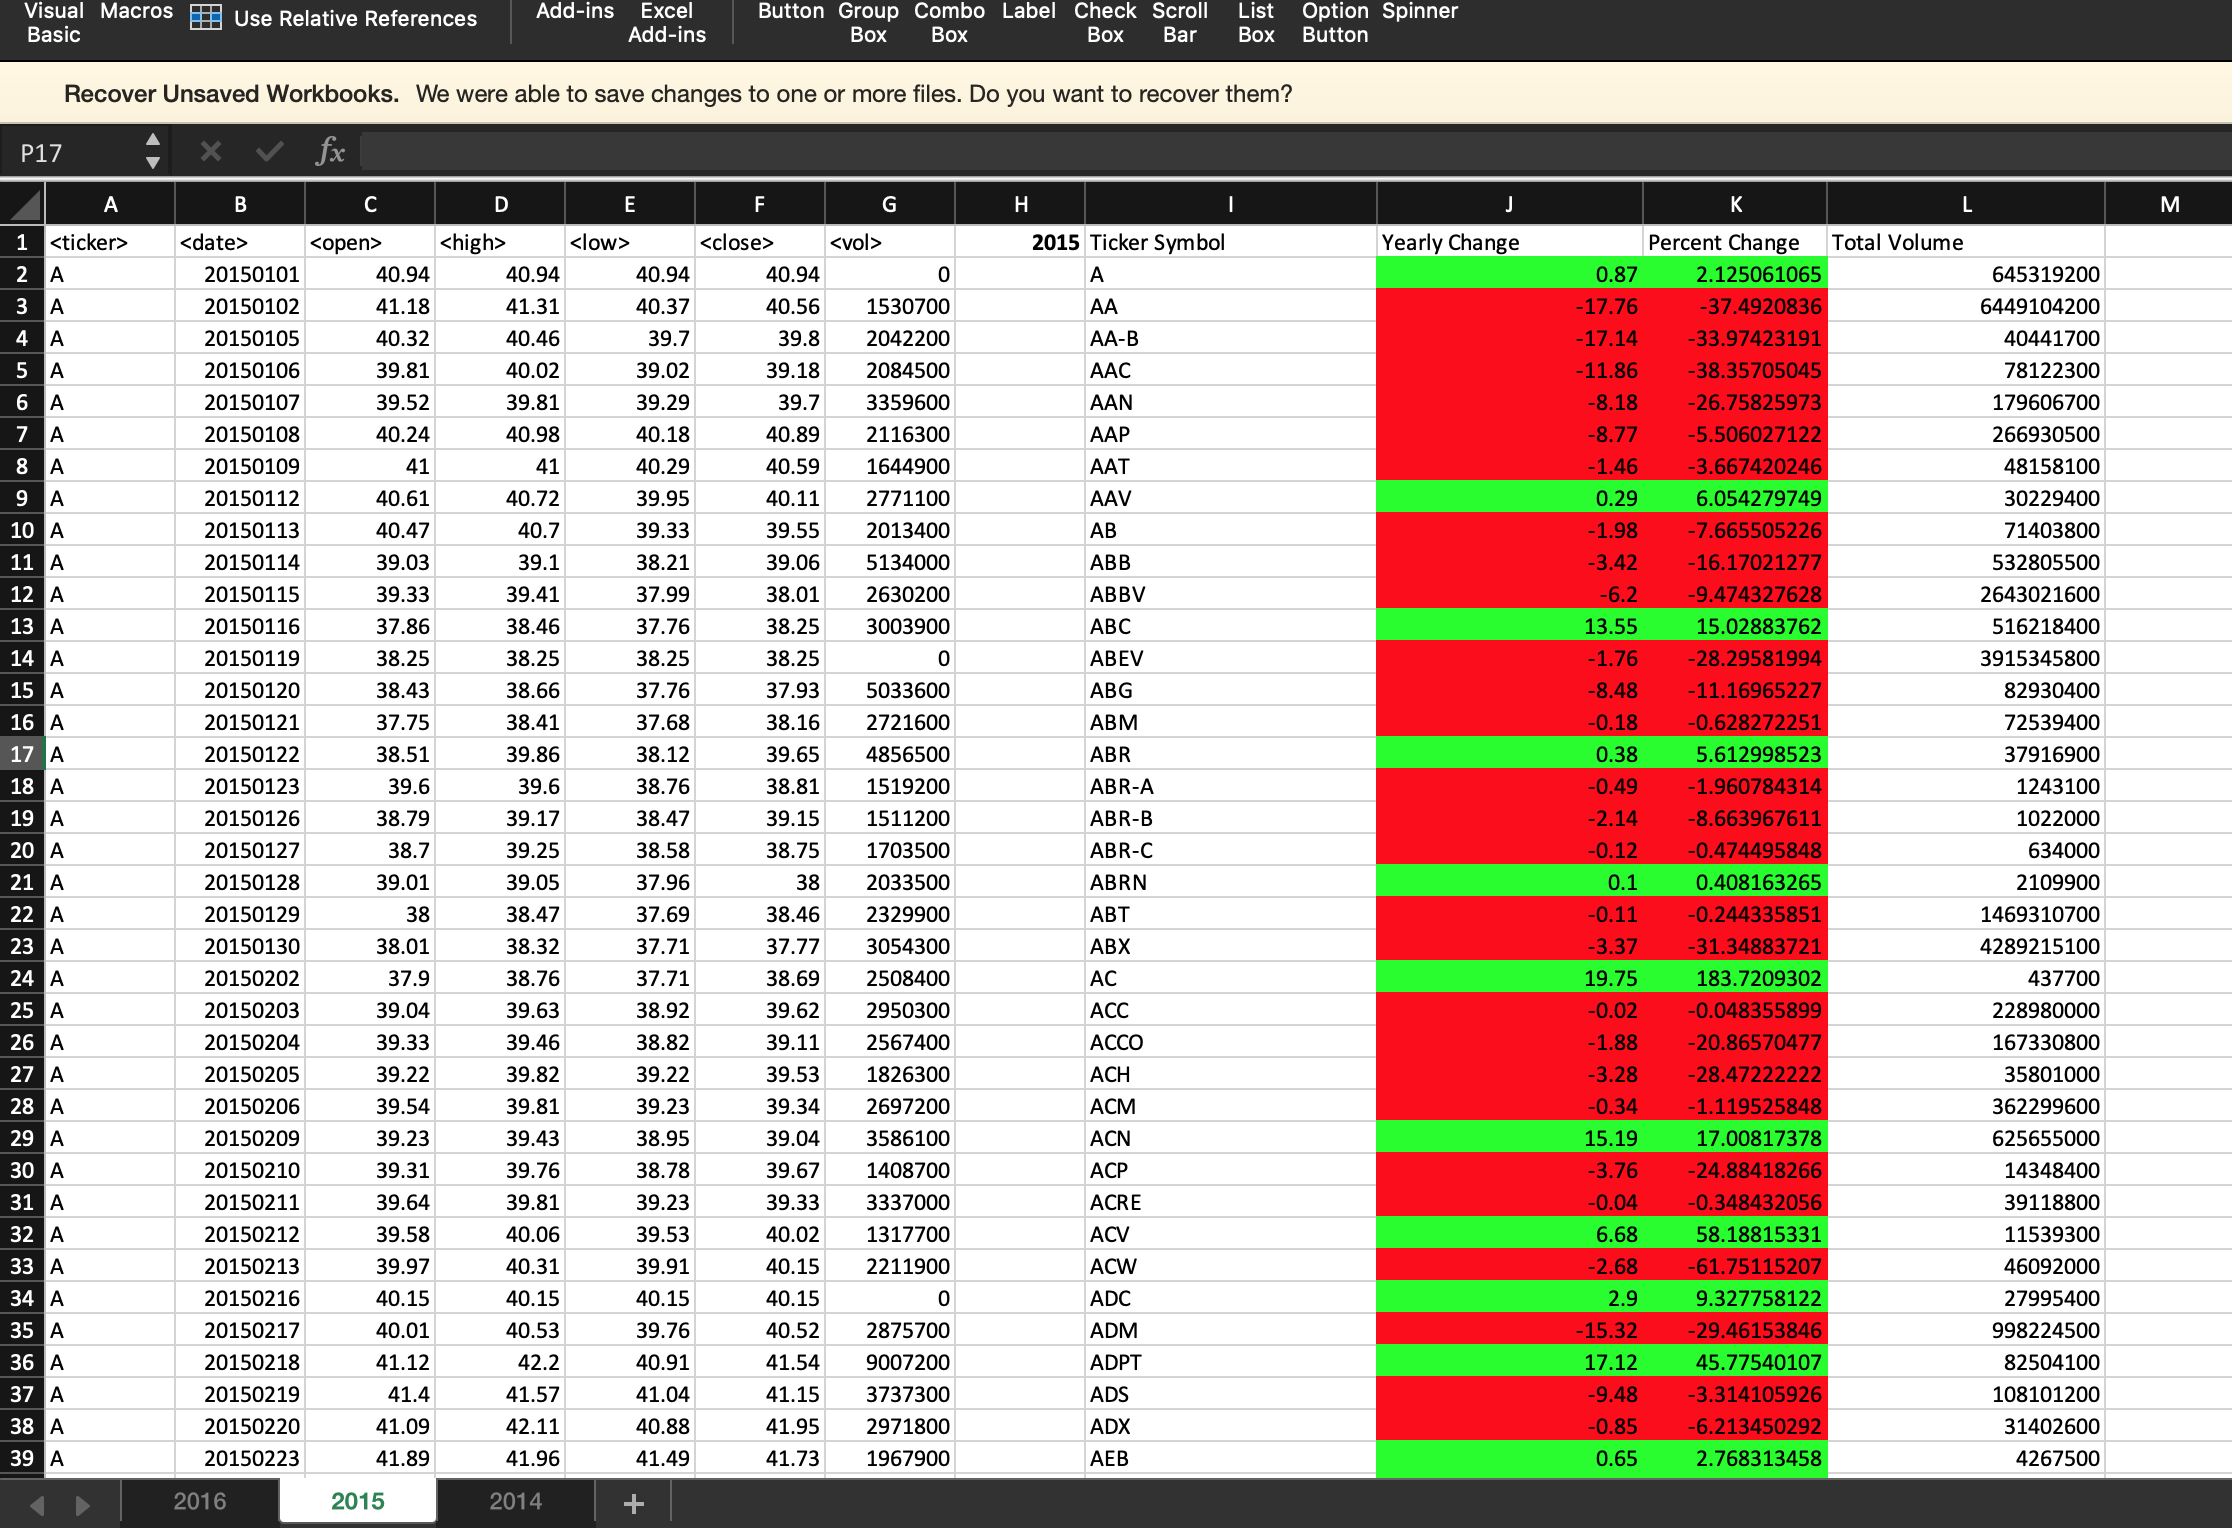 Visual Basic Macros Use Relative References Add-ins Excel Add-ins Button Group Box Combo Box Label Check Box Scroll Bar List Box Option Button Spinner
Recover Unsaved Workbooks. We were able to save changes to one or more files. Do you want to recover them?
P17 fx
A B C D E F G H I J K L M
1 <ticker> <date> <open> <high> <low> <close> <vol> 2015 Ticker Symbol Yearly Change Percent Change Total Volume
2 A 20150101 40.94 40.94 40.94 40.94 0 A 0.87 2.125061065 645319200
3 A 20150102 41.18 41.31 40.37 40.56 1530700 AA -17.76 -37.4920836 6449104200
4 A 20150105 40.32 40.46 39.7 39.8 2042200 AA-B -17.14 -33.97423191 40441700
5 A 20150106 39.81 40.02 39.02 39.18 2084500 AAC -11.86 -38.35705045 78122300
6 A 20150107 39.52 39.81 39.29 39.7 3359600 AAN -8.18 -26.75825973 179606700
7 A 20150108 40.24 40.98 40.18 40.89 2116300 AAP -8.77 -5.506027122 266930500
8 A 20150109 41 41 40.29 40.59 1644900 AAT -1.46 -3.667420246 48158100
9 A 20150112 40.61 40.72 39.95 40.11 2771100 AAV 0.29 6.054279749 30229400
10 A 20150113 40.47 40.7 39.33 39.55 2013400 AB -1.98 -7.665505226 71403800
11 A 20150114 39.03 39.1 38.21 39.06 5134000 ABB -3.42 -16.17021277 532805500
12 A 20150115 39.33 39.41 37.99 38.01 2630200 ABBV -6.2 -9.474327628 2643021600
13 A 20150116 37.86 38.46 37.76 38.25 3003900 ABC 13.55 15.02883762 516218400
14 A 20150119 38.25 38.25 38.25 38.25 0 ABEV -1.76 -28.29581994 3915345800
15 A 20150120 38.43 38.66 37.76 37.93 5033600 ABG -8.48 -11.16965227 82930400
16 A 20150121 37.75 38.41 37.68 38.16 2721600 ABM -0.18 -0.628272251 72539400
17 A 20150122 38.51 39.86 38.12 39.65 4856500 ABR 0.38 5.612998523 37916900
18 A 20150123 39.6 39.6 38.76 38.81 1519200 ABR-A -0.49 -1.960784314 1243100
19 A 20150126 38.79 39.17 38.47 39.15 1511200 ABR-B -2.14 -8.663967611 1022000
20 A 20150127 38.7 39.25 38.58 38.75 1703500 ABR-C -0.12 -0.474495848 634000
21 A 20150128 39.01 39.05 37.96 38 2033500 ABRN 0.1 0.408163265 2109900
22 A 20150129 38 38.47 37.69 38.46 2329900 ABT -0.11 -0.244335851 1469310700
23 A 20150130 38.01 38.32 37.71 37.77 3054300 ABX -3.37 -31.34883721 4289215100
24 A 20150202 37.9 38.76 37.71 38.69 2508400 AC 19.75 183.7209302 437700
25 A 20150203 39.04 39.63 38.92 39.62 2950300 ACC -0.02 -0.048355899 228980000
26 A 20150204 39.33 39.46 38.82 39.11 2567400 ACCO -1.88 -20.86570477 167330800
27 A 20150205 39.22 39.82 39.22 39.53 1826300 ACH -3.28 -28.47222222 35801000
28 A 20150206 39.54 39.81 39.23 39.34 2697200 ACM -0.34 -1.119525848 362299600
29 A 20150209 39.23 39.43 38.95 39.04 3586100 ACN 15.19 17.00817378 625655000
30 A 20150210 39.31 39.76 38.78 39.67 1408700 ACP -3.76 -24.88418266 14348400
31 A 20150211 39.64 39.81 39.23 39.33 3337000 ACRE -0.04 -0.348432056 39118800
32 A 20150212 39.58 40.06 39.53 40.02 1317700 ACV 6.68 58.18815331 11539300
33 A 20150213 39.97 40.31 39.91 40.15 2211900 ACW -2.68 -61.75115207 46092000
34 A 20150216 40.15 40.15 40.15 40.15 0 ADC 2.9 9.327758122 27995400
35 A 20150217 40.01 40.53 39.76 40.52 2875700 ADM -15.32 -29.46153846 998224500
36 A 20150218 41.12 42.2 40.91 41.54 9007200 ADPT 17.12 45.77540107 82504100
37 A 20150219 41.4 41.57 41.04 41.15 3737300 ADS -9.48 -3.314105926 108101200
38 A 20150220 41.09 42.11 40.88 41.95 2971800 ADX -0.85 -6.213450292 31402600
39 A 20150223 41.89 41.96 41.49 41.73 1967900 AEB 0.65 2.768313458 4267500
2016 2015 2014 +